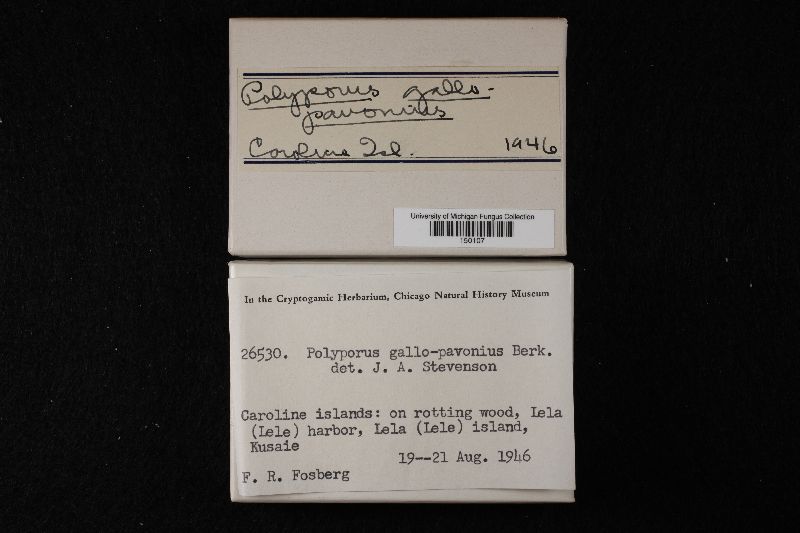 Polyporus gallo-
pavonius
Caroline Isl. 1946
University of Michigan Fungus Collection
150107
In the Cryptogamic Herbarium, Chicago Natural History Museum
26530. Polyporus gallo-pavonius Berk.
det. J. A. Stevenson
Caroline islands: on rotting wood, Lela
(Lele) harbor, Lela (Lele) island,
Kusaie
19--21 Aug. 1946
F. R. Fosberg